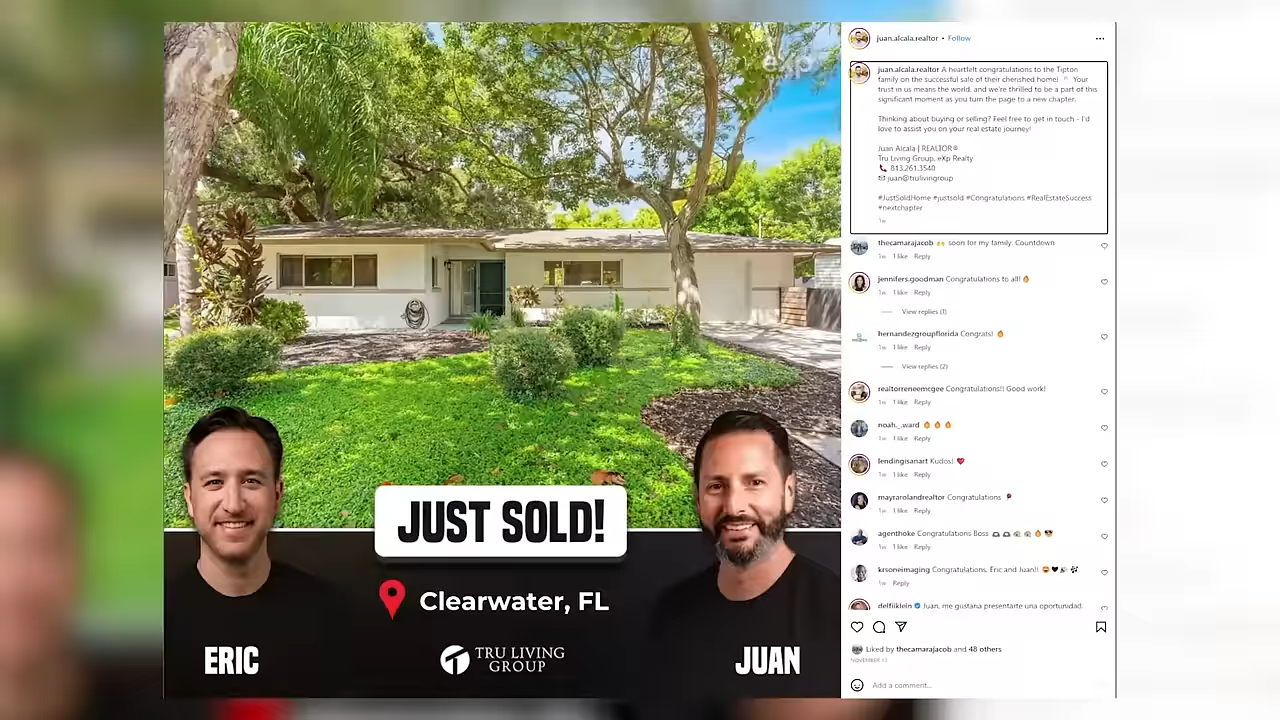 exp
JUST SOLD!
Clearwater, FL
ERIC
TRU LIVING
GROUP
JUAN
juan.alcala.realtor • Follow
juan.alcala.realtor A heartfelt congratulations to the Tipton
family on the successful sale of their cherished home! Your
trust in us means the world, and we're thrilled to be a part of this
significant moment as you turn the page to a new chapter.
Thinking about buying or selling? Feel free to get in touch - I'd
love to assist you on your real estate journey!
Juan Alcala | REALTOR®
Tru Living Group, eXp Realty
📞 813.261.3540
📧 juan@trulivingroup
#JustSoldHome #justsold #Congratulations #RealEstateSuccess
#nextchapter
1w
thecamarajacob 🙌 soon for my family. Countdown
1w 1 like Reply
jennifers.goodman Congratulations to all! 🔥
1w 1 like Reply
View replies (1)
hernandezgroupflorida Congrats! 🔥
1w 1 like Reply
View replies (2)
realtorreneemcgee Congratulations!! Good work!
1w 1 like Reply
noah._.ward 🔥 🔥 🔥
1w 1 like Reply
lendingisanart Kudos! ❤️
1w 1 like Reply
mayrarolandrealtor Congratulations 🎈
1w 1 like Reply
agenthoke Congratulations Boss
1w 1 like Reply
krsoneimaging Congratulations, Eric and Juan!!
1w Reply
delfiiklein Juan, me gustaria presentarte una oportunidad.
Liked by thecamarajacob and 48 others
Add a comment...